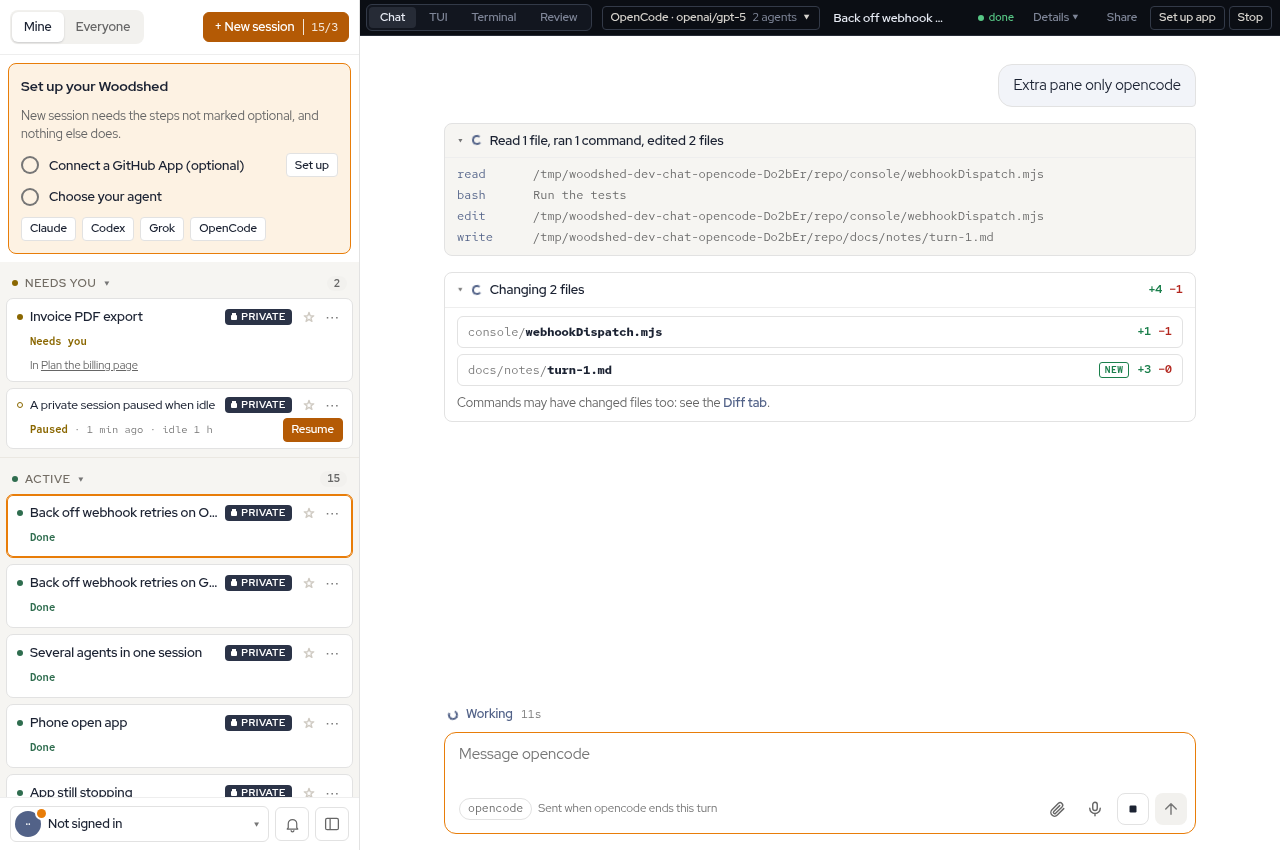 Mine Everyone + New session 15/3
Set up your Woodshed
New session needs the steps not marked optional, and
nothing else does.
Connect a GitHub App (optional) Set up
Choose your agent
Claude Codex Grok OpenCode
NEEDS YOU ▾ 2
Invoice PDF export PRIVATE ☆ ···
Needs you
In Plan the billing page
A private session paused when idle PRIVATE ☆ ···
Paused · 1 min ago · idle 1 h Resume
ACTIVE ▾ 15
Back off webhook retries on O... PRIVATE ☆ ···
Done
Back off webhook retries on G... PRIVATE ☆ ···
Done
Several agents in one session PRIVATE ☆ ···
Done
Phone open app PRIVATE ☆ ···
Done
App still stopping PRIVATE ☆ ···
Not signed in ▾
Chat TUI Terminal Review OpenCode · openai/gpt-5 2 agents ▾ Back off webhook ... done Details ▾ Share Set up app Stop
Extra pane only opencode
▾ Read 1 file, ran 1 command, edited 2 files
read /tmp/woodshed-dev-chat-opencode-Do2bEr/repo/console/webhookDispatch.mjs
bash Run the tests
edit /tmp/woodshed-dev-chat-opencode-Do2bEr/repo/console/webhookDispatch.mjs
write /tmp/woodshed-dev-chat-opencode-Do2bEr/repo/docs/notes/turn-1.md
▾ Changing 2 files +4 −1
console/webhookDispatch.mjs +1 −1
docs/notes/turn-1.md NEW +3 −0
Commands may have changed files too: see the Diff tab.
Working 11s
Message opencode
opencode Sent when opencode ends this turn